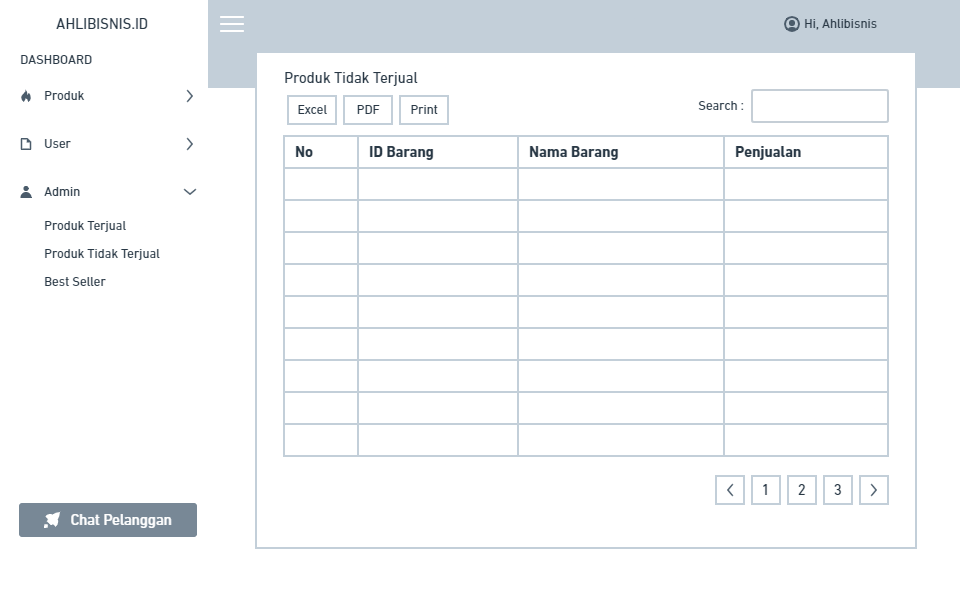 AHLIBISNIS.ID
Hi, Ahlibisnis
DASHBOARD
Produk
User
Admin
Produk Terjual
Produk Tidak Terjual
Best Seller
Chat Pelanggan
Produk Tidak Terjual
Excel PDF Print
Search :
No ID Barang Nama Barang Penjualan
1 2 3